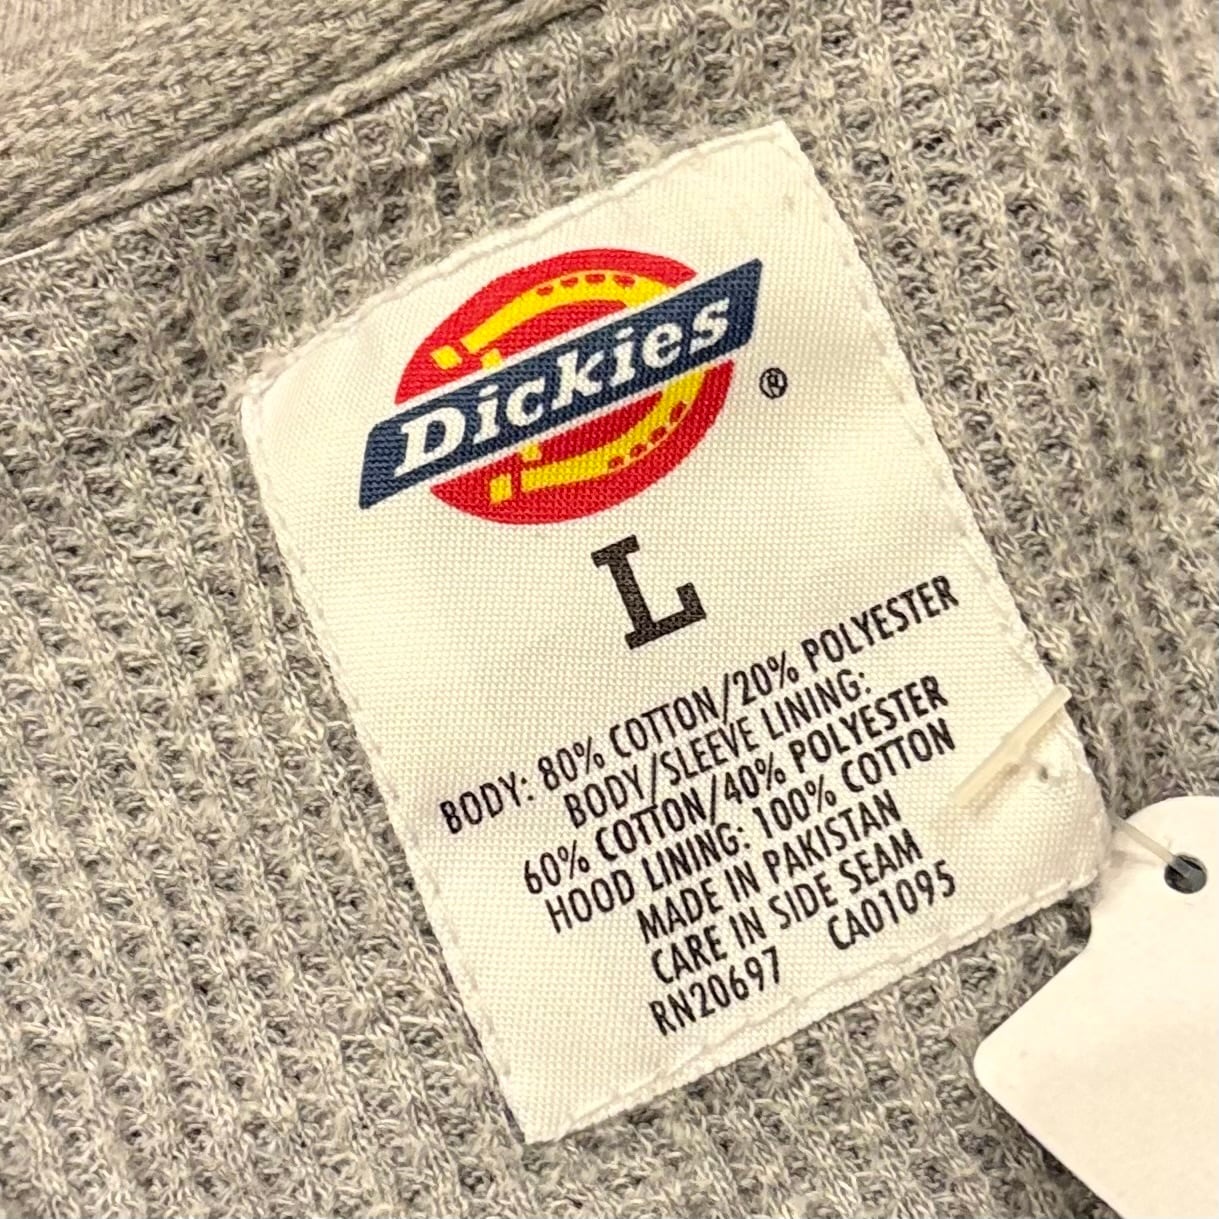 Dickies
®
L
BODY: 80% COTTON/20% POLYESTER
BODY/SLEEVE LINING:
60% COTTON/40% POLYESTER
HOOD LINING: 100% COTTON
MADE IN PAKISTAN
CARE IN SIDE SEAM
RN20697 CA01095